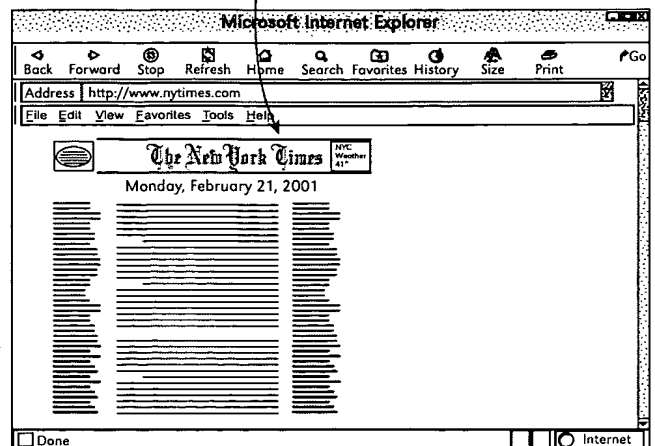 Microsoft Internet Explorer
Back Forward Stop Refresh Home Search Favorites History Size Print Go
Address http://www.nytimes.com
File Edit View Favorites Tools Help
The New York Times
NYC
Weather
41°
Monday, February 21, 2001
Done Internet